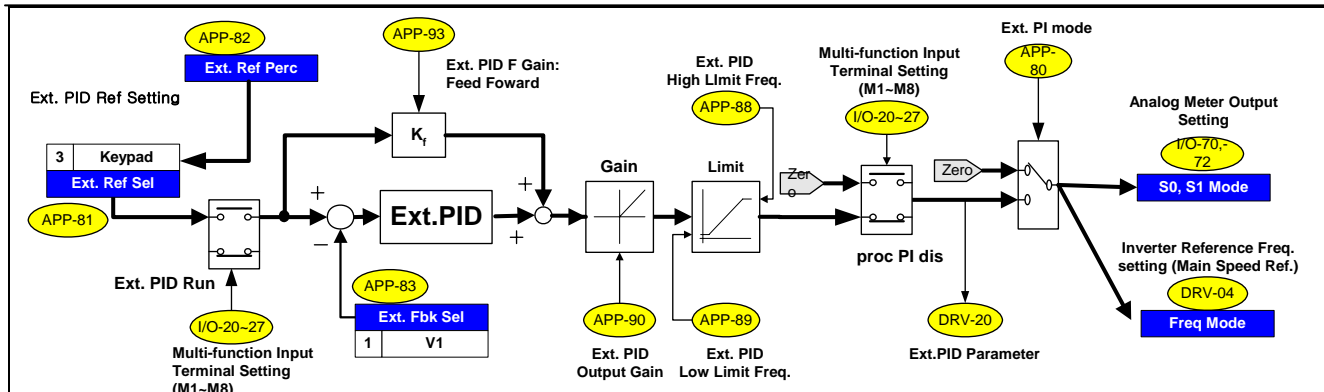 APP-82
Ext. Ref Perc
Ext. PID Ref Setting
3 Keypad
Ext. Ref Sel
APP-81
Ext. PID Run
I/O-20~27
Multi-function Input
Terminal Setting
(M1~M8)
APP-93
Ext. PID F Gain:
Feed Foward
Kf
+
−
Ext.PID
+
+
APP-83
Ext. Fbk Sel
1 V1
Gain
APP-90
Ext. PID
Output Gain
Ext. PID
High LImit Freq.
APP-88
Limit
APP-89
Ext. PID
Low Limit Freq.
Multi-function Input
Terminal Setting
(M1~M8)
I/O-20~27
Zer
o
proc PI dis
Zero
DRV-20
Ext.PID Parameter
Ext. PI mode
APP-
80
Analog Meter Output
Setting
I/O-70,-
72
S0, S1 Mode
Inverter Reference Freq.
setting (Main Speed Ref.)
DRV-04
Freq Mode